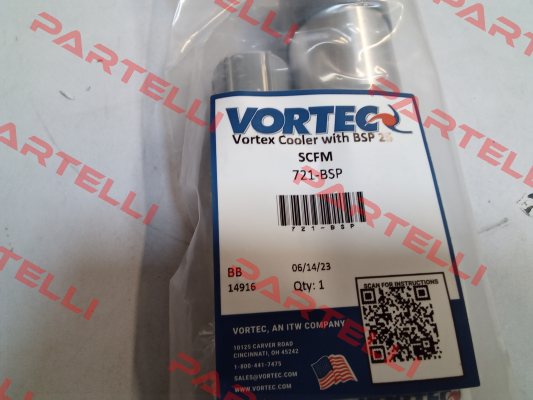 VORTEC
Vortex Cooler with BSP 25
SCFM
721-BSP
721-BSP
BB
06/14/23
14916
Qty: 1
SCAN FOR INSTRUCTIONS
VORTEC, AN ITW COMPANY
10125 CARVER ROAD
CINCINNATI, OH 45242
1-800-441-7475
SALES@VORTEC.COM
WWW.VORTEC.COM
PARTELLI
PARTELLI
PARTELLI
PARTELLI
PARTELLI